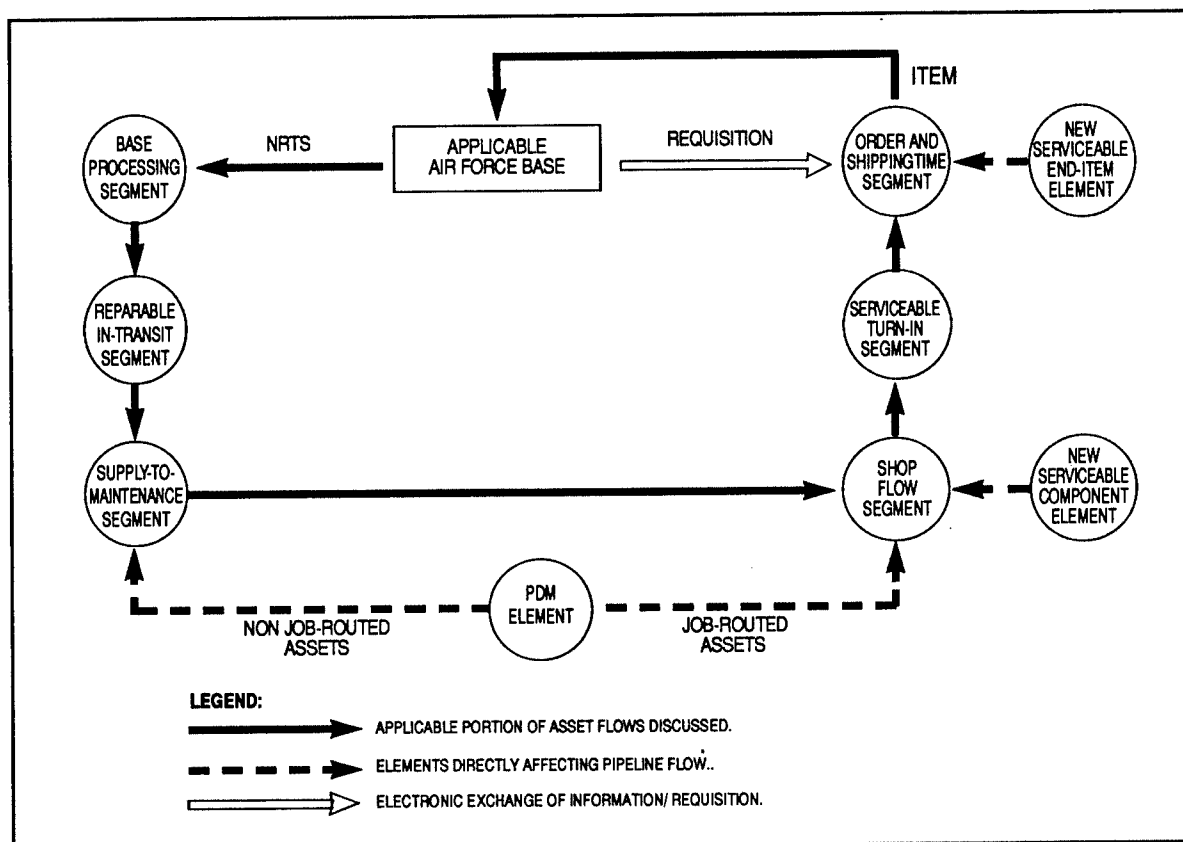 ITEM
BASE
PROCESSING
SEGMENT
NRTS
APPLICABLE
AIR FORCE BASE
REQUISITION
ORDER AND
SHIPPINGTIME
SEGMENT
NEW
SERVICEABLE
END-ITEM
ELEMENT
REPARABLE
IN-TRANSIT
SEGMENT
SERVICEABLE
TURN-IN
SEGMENT
SUPPLY-TO-
MAINTENANCE
SEGMENT
SHOP
FLOW
SEGMENT
NEW
SERVICEABLE
COMPONENT
ELEMENT
PDM
ELEMENT
NON JOB-ROUTED
ASSETS
JOB-ROUTED
ASSETS
LEGEND:
APPLICABLE PORTION OF ASSET FLOWS DISCUSSED.
ELEMENTS DIRECTLY AFFECTING PIPELINE FLOW..
ELECTRONIC EXCHANGE OF INFORMATION/ REQUISITION.